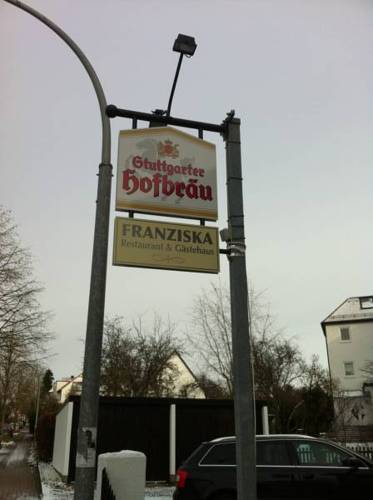 Stuttgarter
Hofbräu
FRANZISKA
Restaurant & Gästehaus